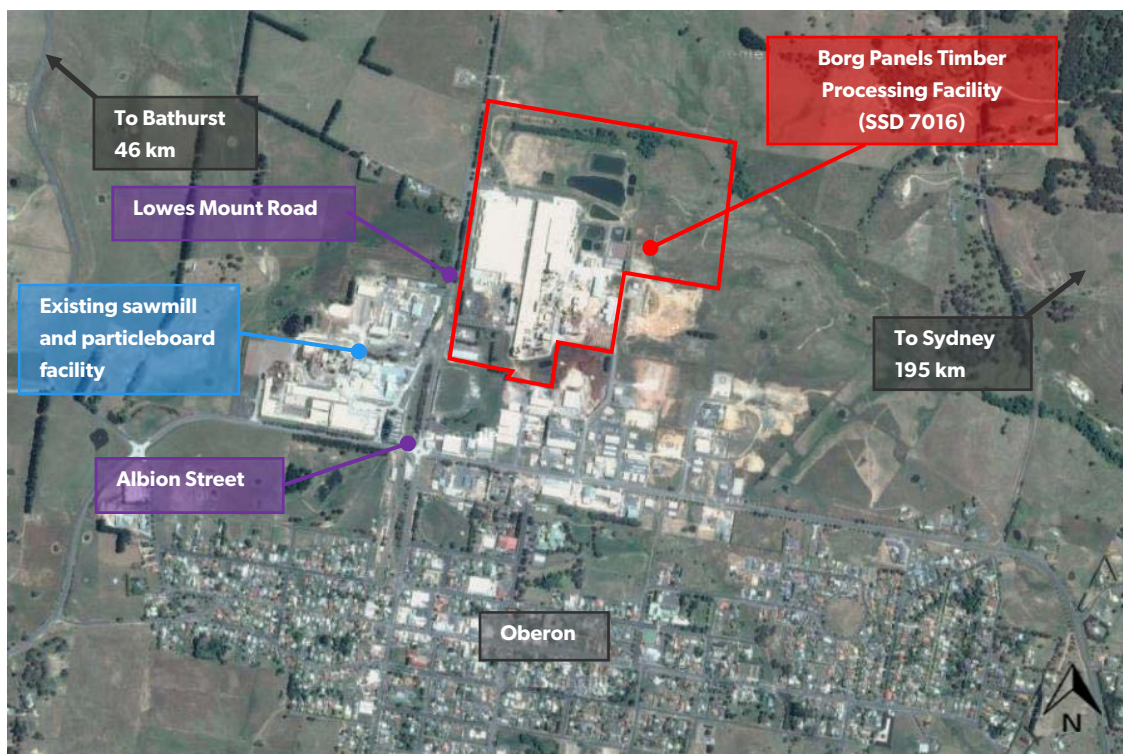 Borg Panels Timber
Processing Facility
(SSD 7016)
To Bathurst
46 km
Lowes Mount Road
Existing sawmill
and particleboard
facility
To Sydney
195 km
Albion Street
Oberon
N